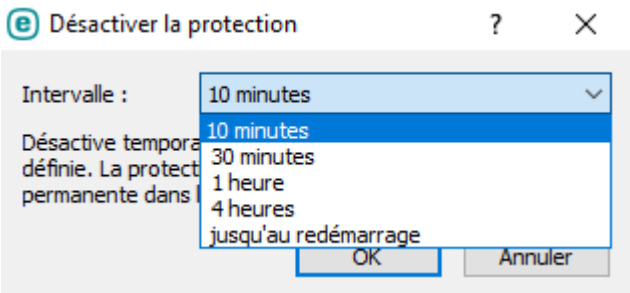 e Désactiver la protection ? ×
Intervalle : 10 minutes
10 minutes
Désactive tempora
30 minutes
définie. La protect
1 heure
permanente dans l
4 heures
jusqu'au redémarrage
OK Annuler